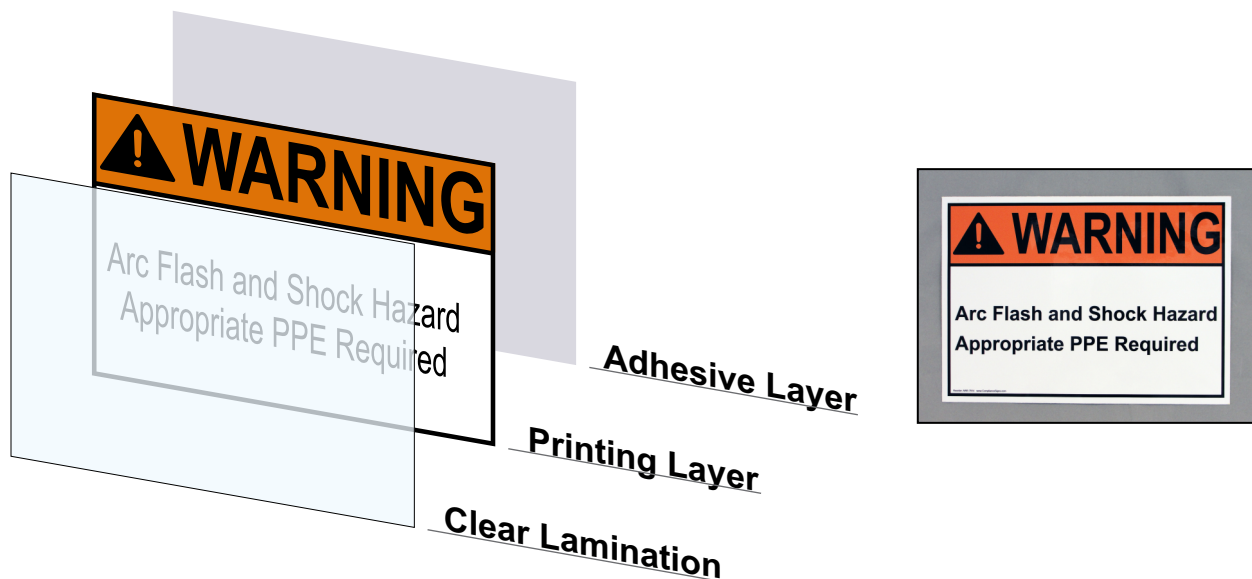 WARNING
Arc Flash and Shock Hazard
Appropriate PPE Required
Adhesive Layer
Printing Layer
Clear Lamination
WARNING
Arc Flash and Shock Hazard
Appropriate PPE Required